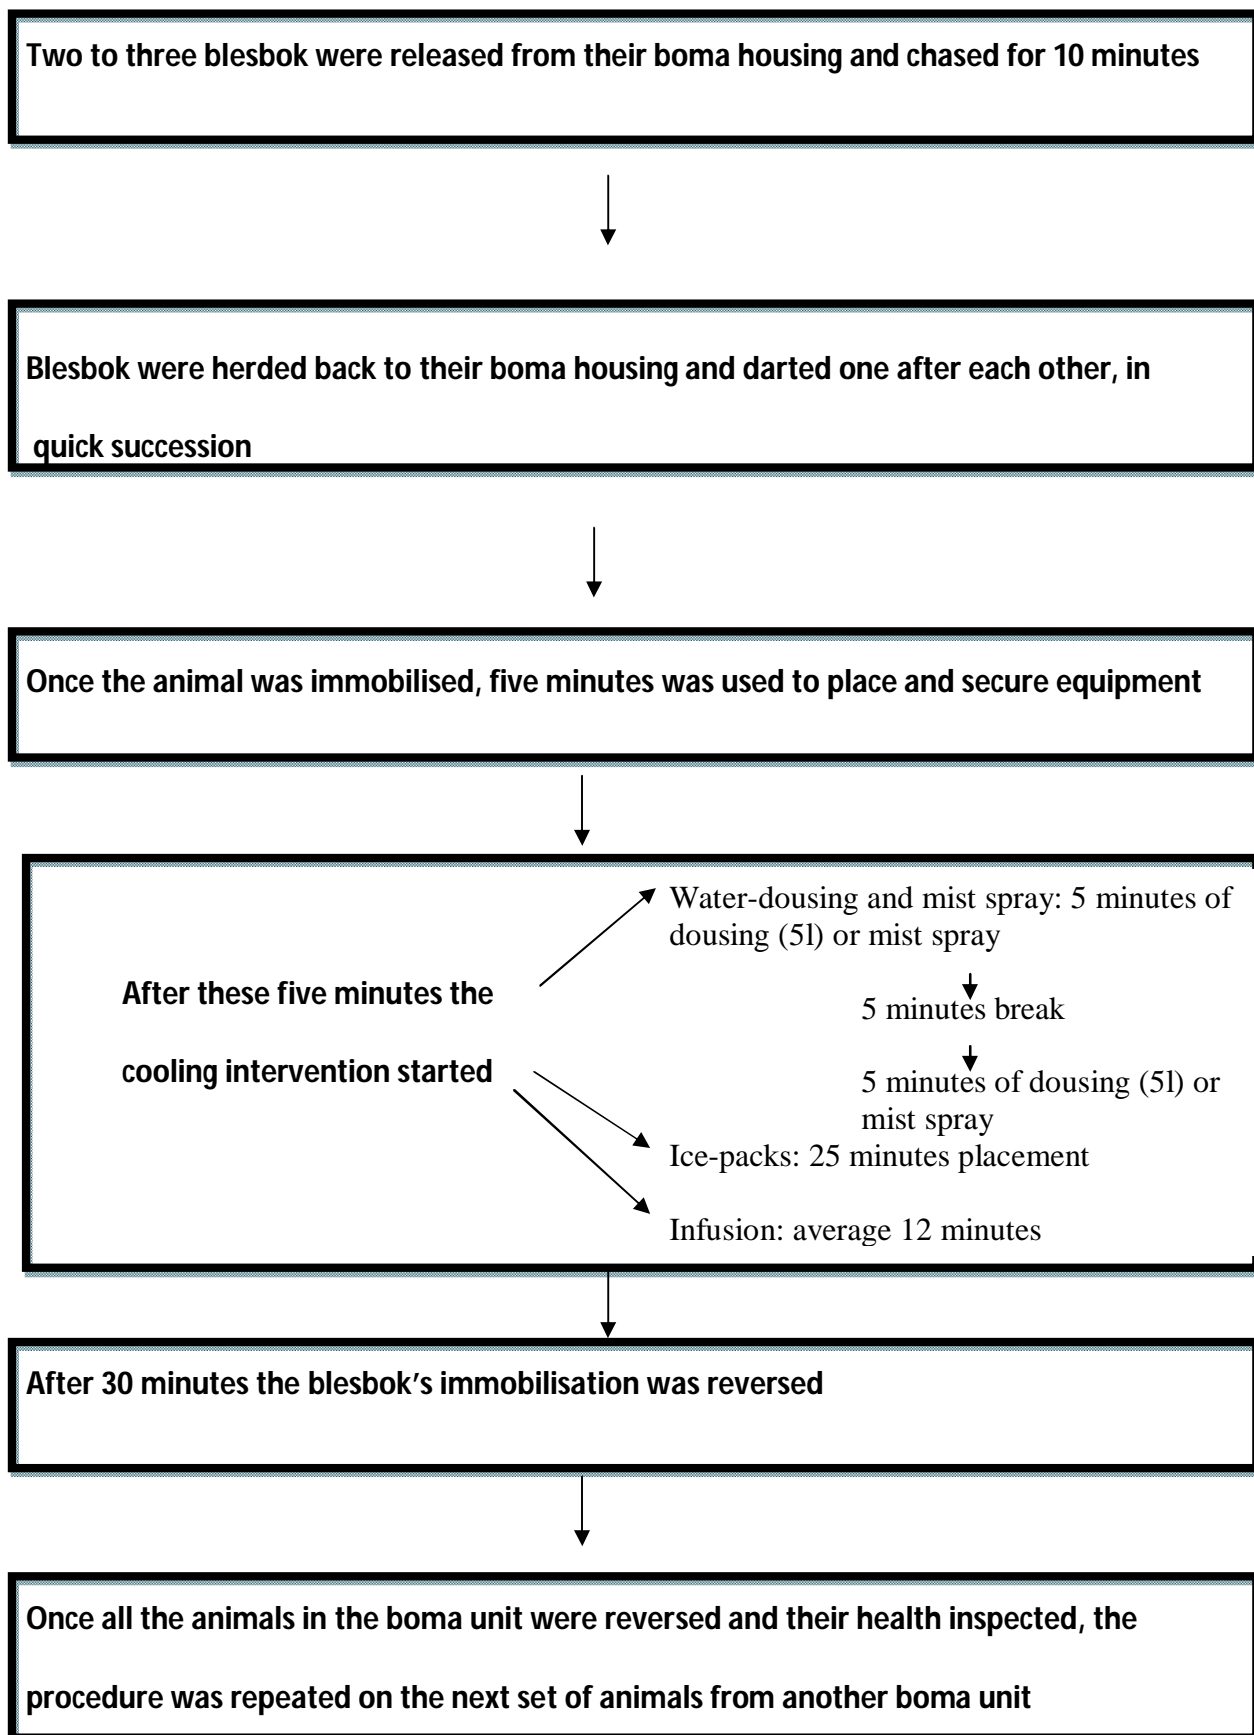 Two to three blesbok were released from their boma housing and chased for 10 minutes
Blesbok were herded back to their boma housing and darted one after each other, in
quick succession
Once the animal was immobilised, five minutes was used to place and secure equipment
After these five minutes the
cooling intervention started
Water-dousing and mist spray: 5 minutes of
dousing (5l) or mist spray
5 minutes break
5 minutes of dousing (5l) or
mist spray
Ice-packs: 25 minutes placement
Infusion: average 12 minutes
After 30 minutes the blesbok’s immobilisation was reversed
Once all the animals in the boma unit were reversed and their health inspected, the
procedure was repeated on the next set of animals from another boma unit